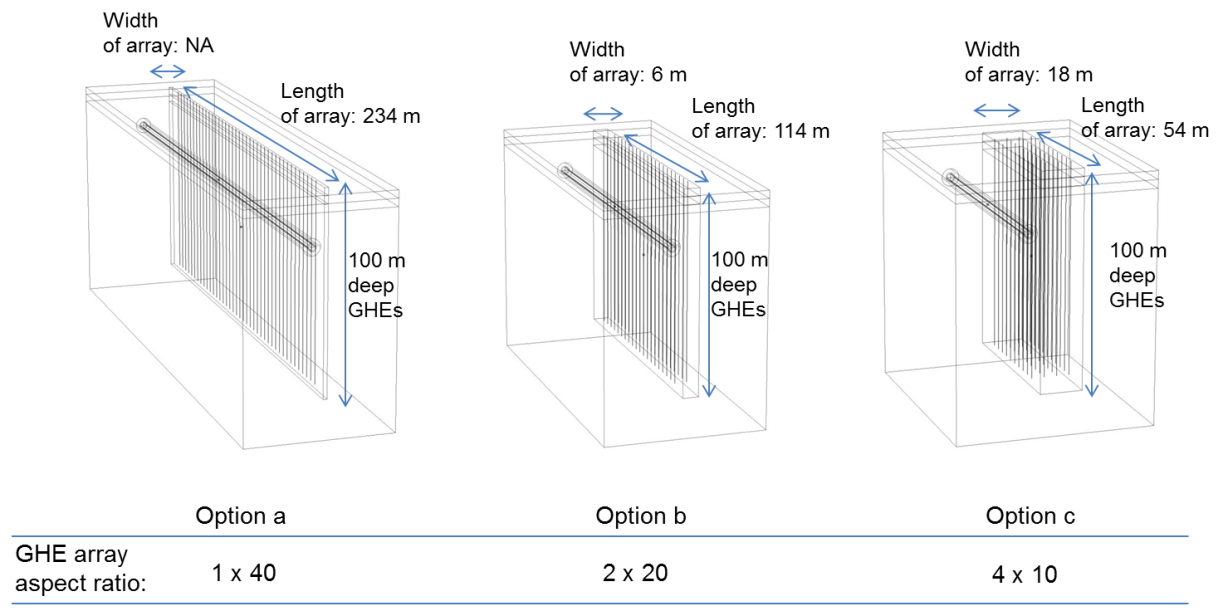 Width
of array: NA
Length
of array: 234 m
100 m
deep
GHEs
Width
of array: 6 m
Length
of array: 114 m
100 m
deep
GHEs
Width
of array: 18 m
Length
of array: 54 m
100 m
deep
GHEs
Option a Option b Option c
GHE array
aspect ratio: 1 x 40 2 x 20 4 x 10